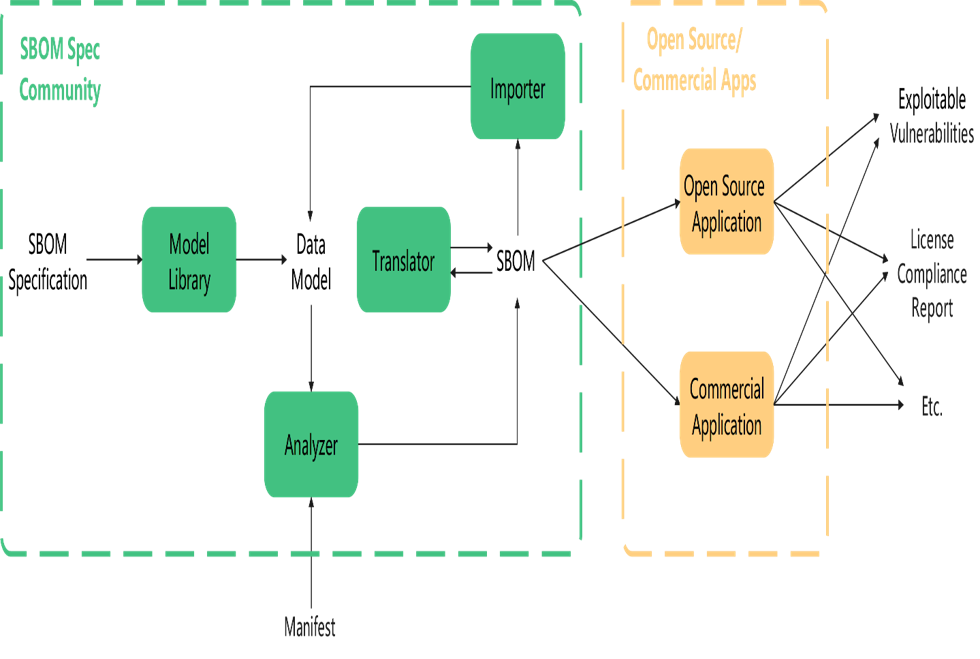 SBOM Spec
Community
Open Source/
Commercial Apps
Importer
Exploitable
Vulnerabilities
Open Source
Application
SBOM
Specification
Model
Library
Data
Model
Translator
SBOM
License
Compliance
Report
Commercial
Application
Etc.
Analyzer
Manifest